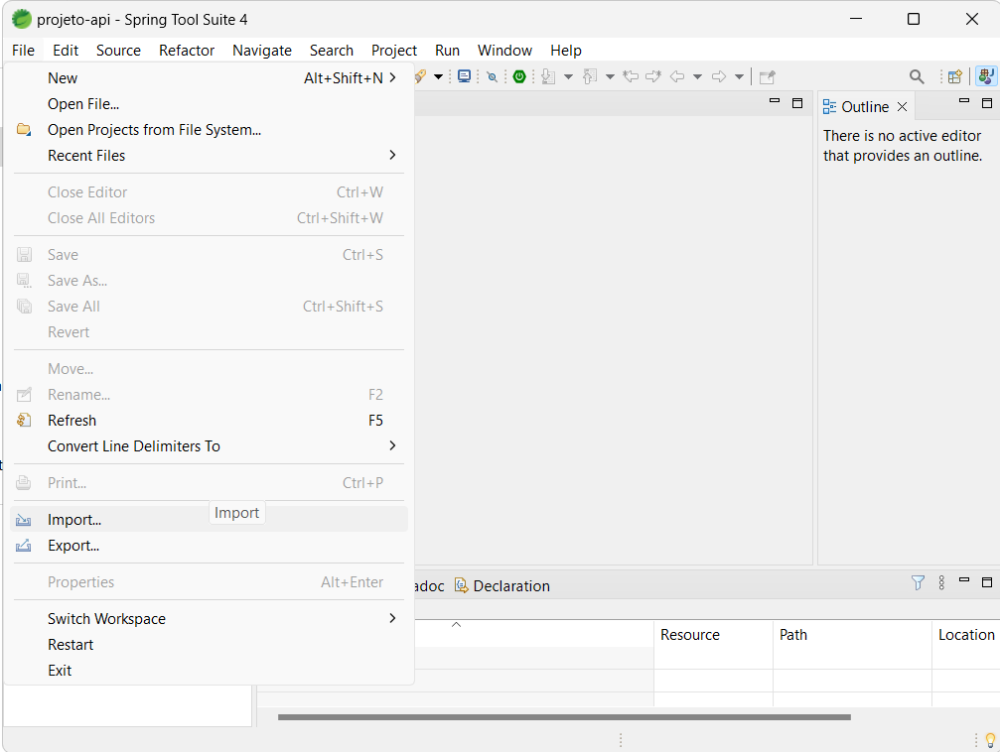 projeto-api - Spring Tool Suite 4
File Edit Source Refactor Navigate Search Project Run Window Help
New Alt+Shift+N
Open File...
Open Projects from File System...
Recent Files
Close Editor Ctrl+W
Close All Editors Ctrl+Shift+W
Save Ctrl+S
Save As...
Save All Ctrl+Shift+S
Revert
Move...
Rename... F2
Refresh F5
Convert Line Delimiters To
Print... Ctrl+P
Import...
Import
Export...
Properties Alt+Enter
Switch Workspace
Restart
Exit
Outline
There is no active editor
that provides an outline.
adoc Declaration
Resource Path Location